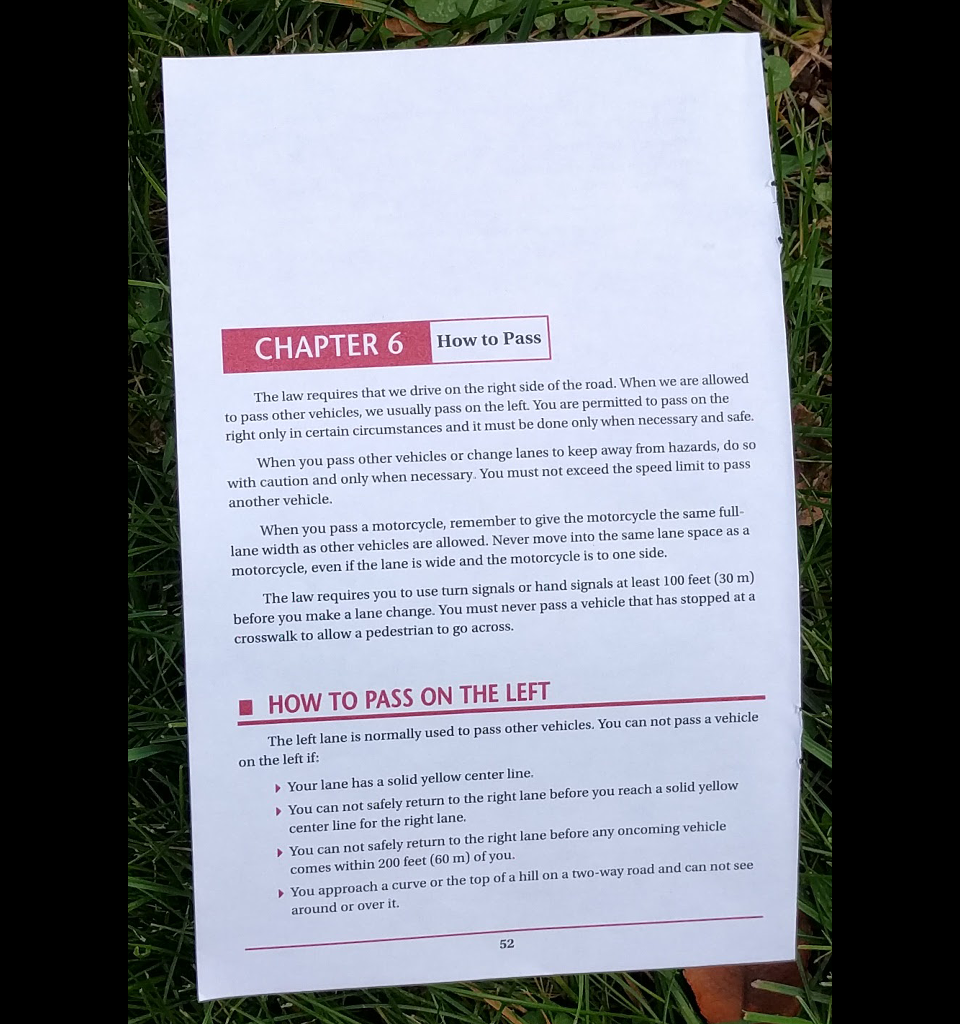 CHAPTER 6 How to Pass
The law requires that we drive on the right side of the road. When we are allowed
to pass other vehicles, we usually pass on the left. You are permitted to pass on the
right only in certain circumstances and it must be done only when necessary and safe.
When you pass other vehicles or change lanes to keep away from hazards, do so
with caution and only when necessary. You must not exceed the speed limit to pass
another vehicle.
When you pass a motorcycle, remember to give the motorcycle the same full-
lane width as other vehicles are allowed. Never move into the same lane space as a
motorcycle, even if the lane is wide and the motorcycle is to one side.
The law requires you to use turn signals or hand signals at least 100 feet (30 m)
before you make a lane change. You must never pass a vehicle that has stopped at a
crosswalk to allow a pedestrian to go across.
HOW TO PASS ON THE LEFT
The left lane is normally used to pass other vehicles. You can not pass a vehicle
on the left if:
Your lane has a solid yellow center line.
You can not safely return to the right lane before you reach a solid yellow
center line for the right lane.
You can not safely return to the right lane before any oncoming vehicle
comes within 200 feet (60 m) of you.
You approach a curve or the top of a hill on a two-way road and can not see
around or over it.
52